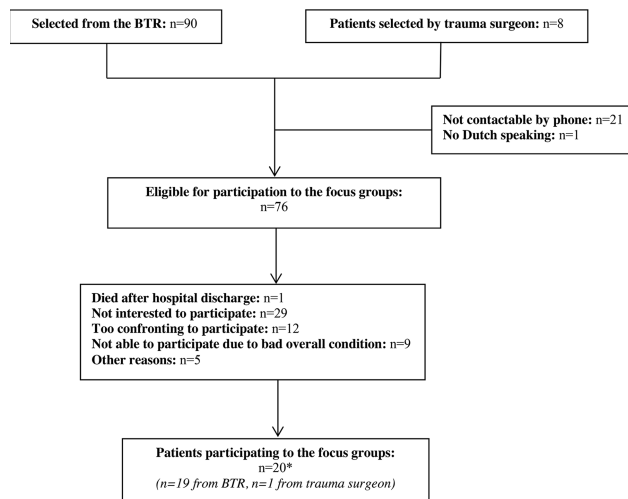 Selected from the BTR: n=90
Patients selected by trauma surgeon: n=8
Not contactable by phone: n=21
No Dutch speaking: n=1
Eligible for participation to the focus groups:
n=76
Died after hospital discharge: n=1
Not interested to participate: n=29
Too confronting to participate: n=12
Not able to participate due to bad overall condition: n=9
Other reasons: n=5
Patients participating to the focus groups:
n=20*
(n=19 from BTR, n=1 from trauma surgeon)